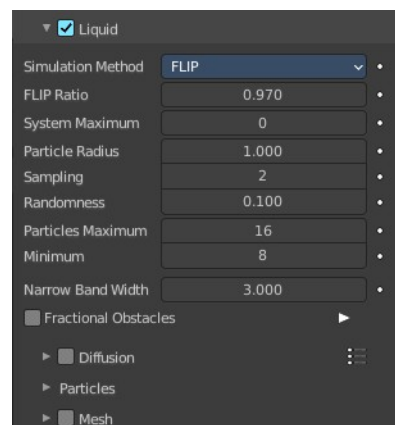 Liquid
Simulation Method FLIP
FLIP Ratio 0.970
System Maximum 0
Particle Radius 1.000
Sampling 2
Randomness 0.100
Particles Maximum 16
Minimum 8
Narrow Band Width 3.000
Fractional Obstacles
Diffusion
Particles
Mesh